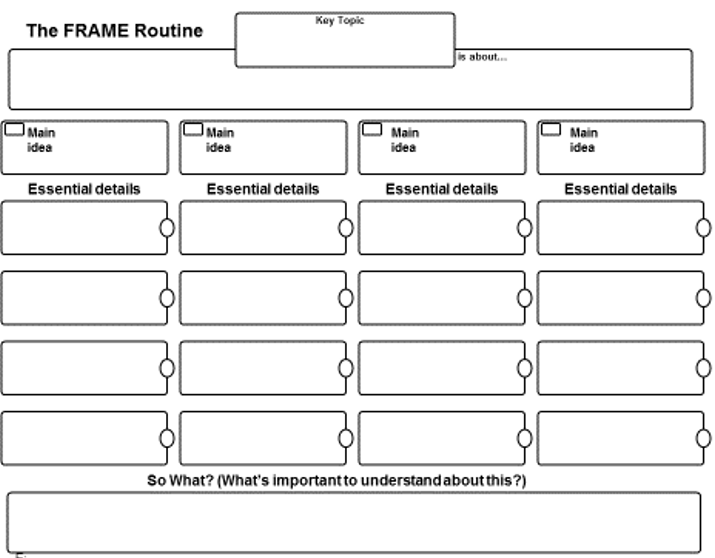 The FRAME Routine
Key Topic
is about...
Main
idea
Main
idea
Main
idea
Main
idea
Essential details
Essential details
Essential details
Essential details
So What? (What's important to understand about this?)